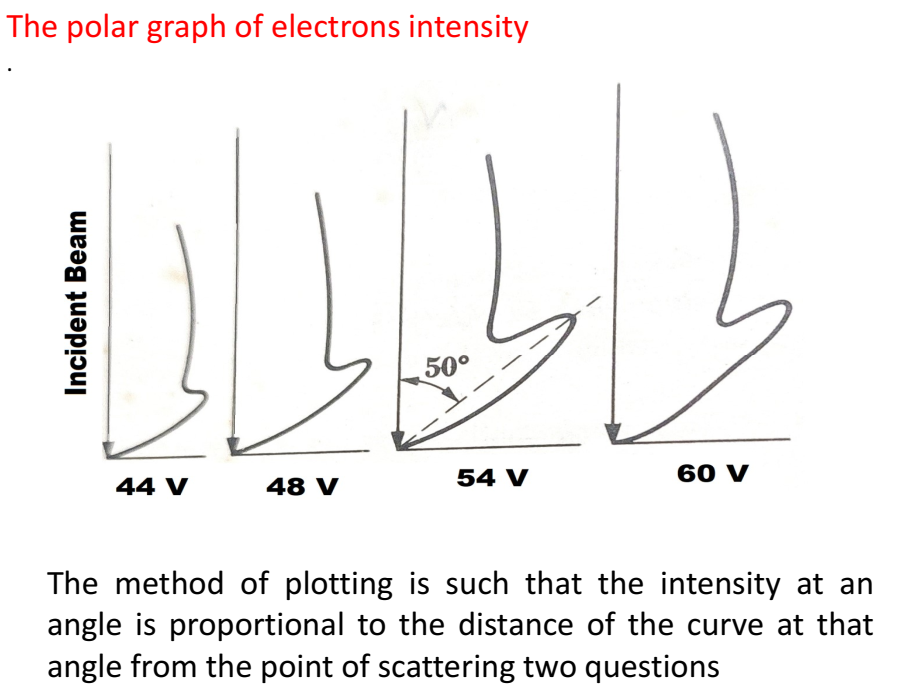 The polar graph of electrons intensity
.
Incident Beam
50°
44 V
48 V
54 V
60 V
The method of plotting is such that the intensity at an
angle is proportional to the distance of the curve at that
angle from the point of scattering two questions